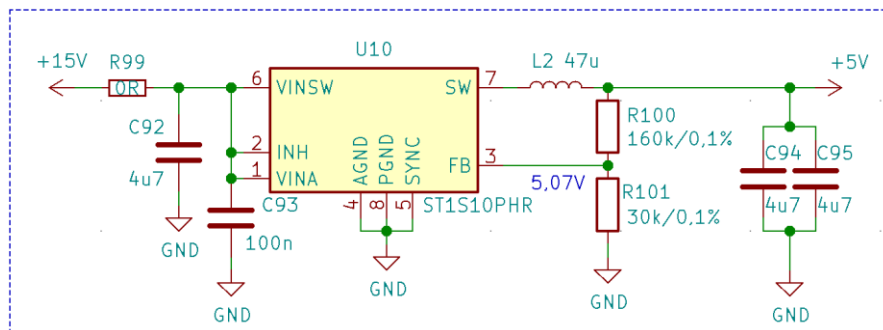 U10
+15V
R99
0R
L2 47u
+5V
6
VINSW
SW
7
C92
4u7
2
INH
1
VINA
AGND
PGND
SYNC
FB
3
R100
160k/0,1%
5,07V
R101
30k/0,1%
C94
4u7
C95
4u7
C93
100n
4
8
5
ST1S10PHR
GND
GND
GND
GND
GND